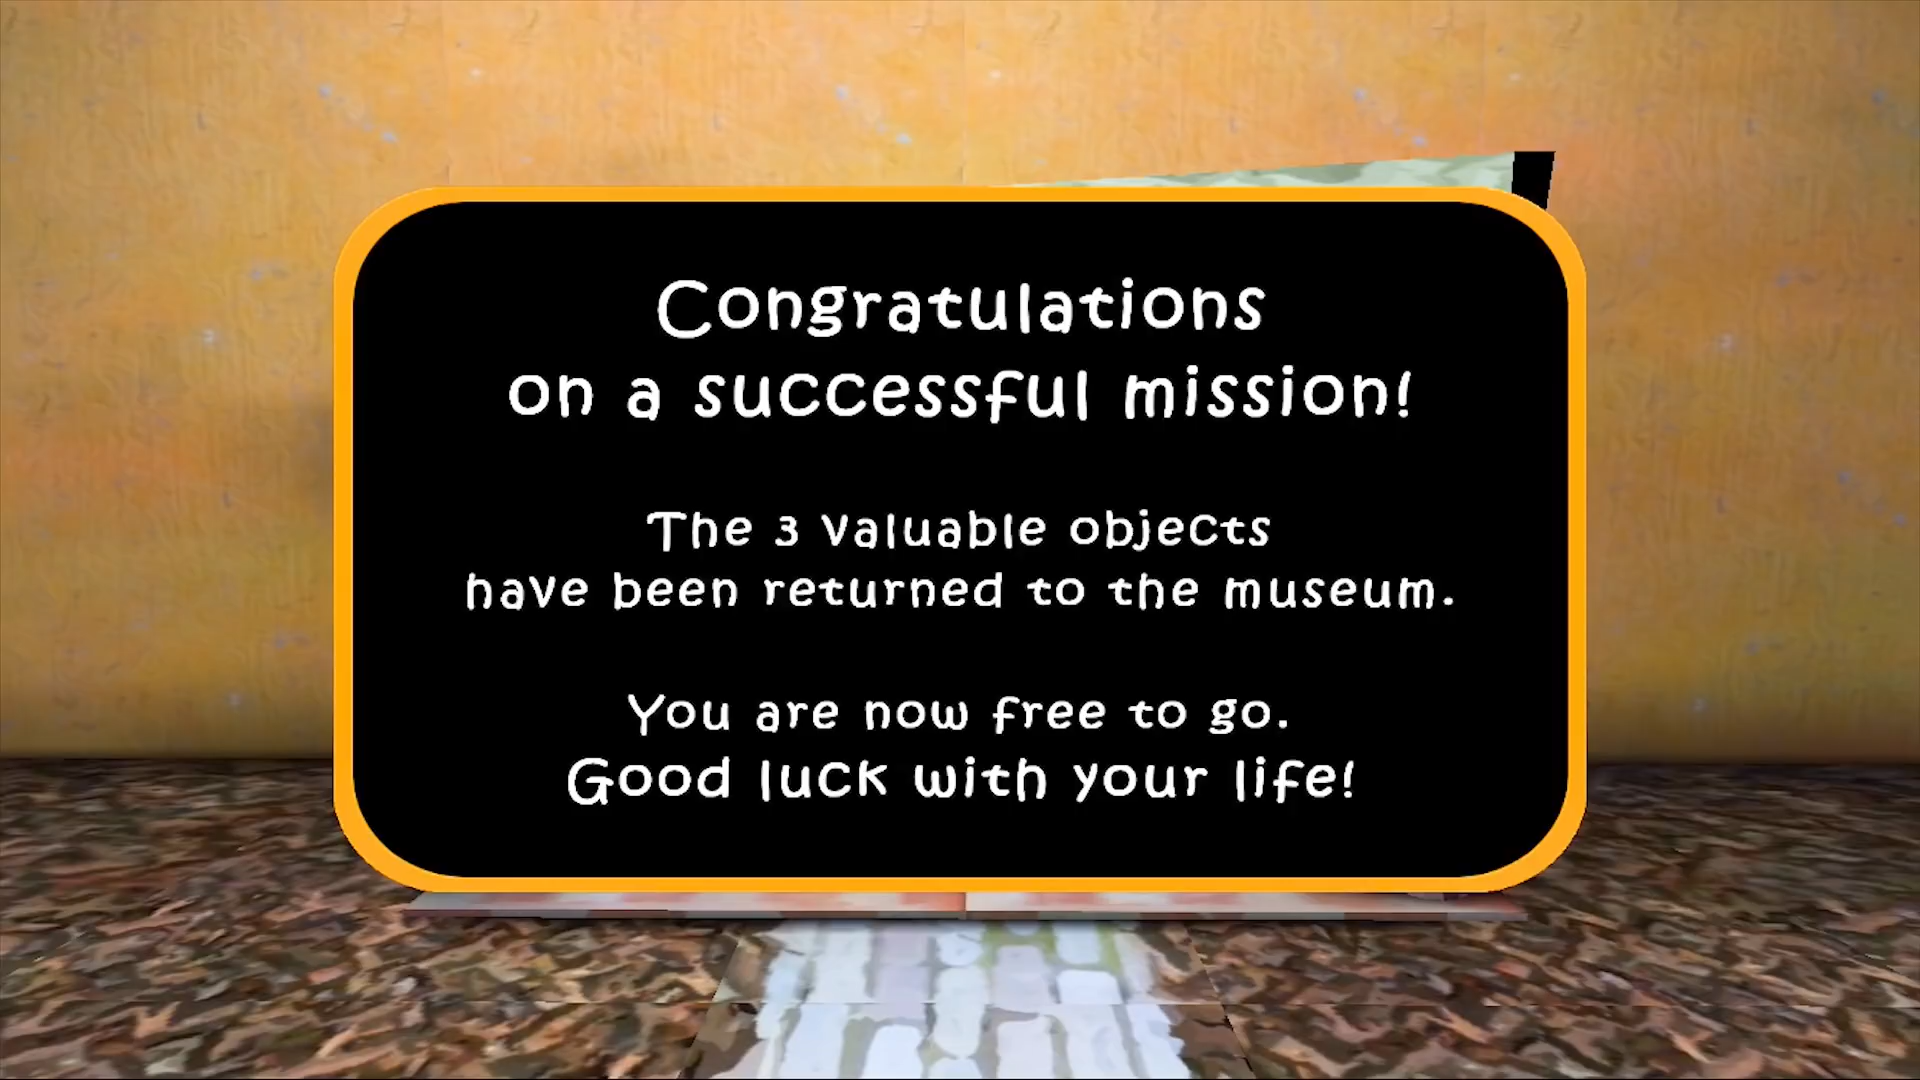 Congratulations
on a successful mission!
The 3 valuable objects
have been returned to the museum.
You are now free to go.
Good luck with your life!